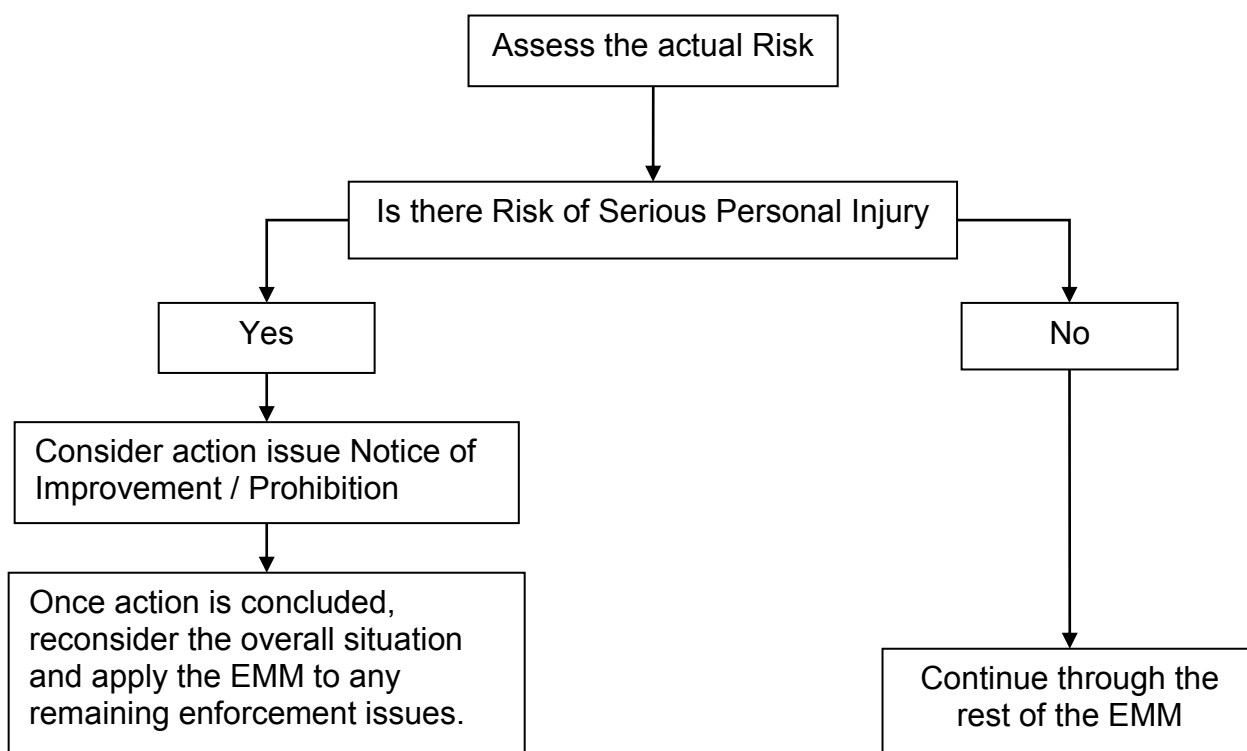 Assess the actual Risk
Is there Risk of Serious Personal Injury
Yes
No
Consider action issue Notice of
Improvement / Prohibition
Once action is concluded,
reconsider the overall situation
and apply the EMM to any
remaining enforcement issues.
Continue through the
rest of the EMM